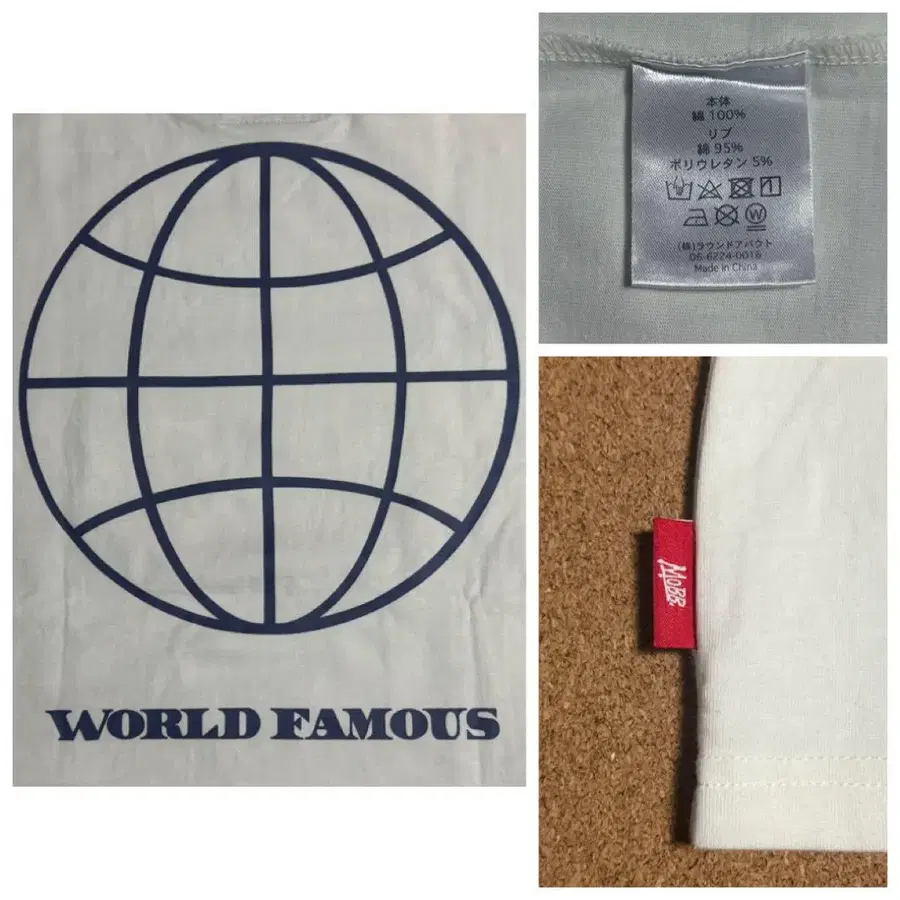 WORLD FAMOUS
本体
綿 100%
リブ
綿 95%
ポリウレタン 5%
W
(株)ラウンドアバウト
06-6224-0018
Made in China
MOBB.